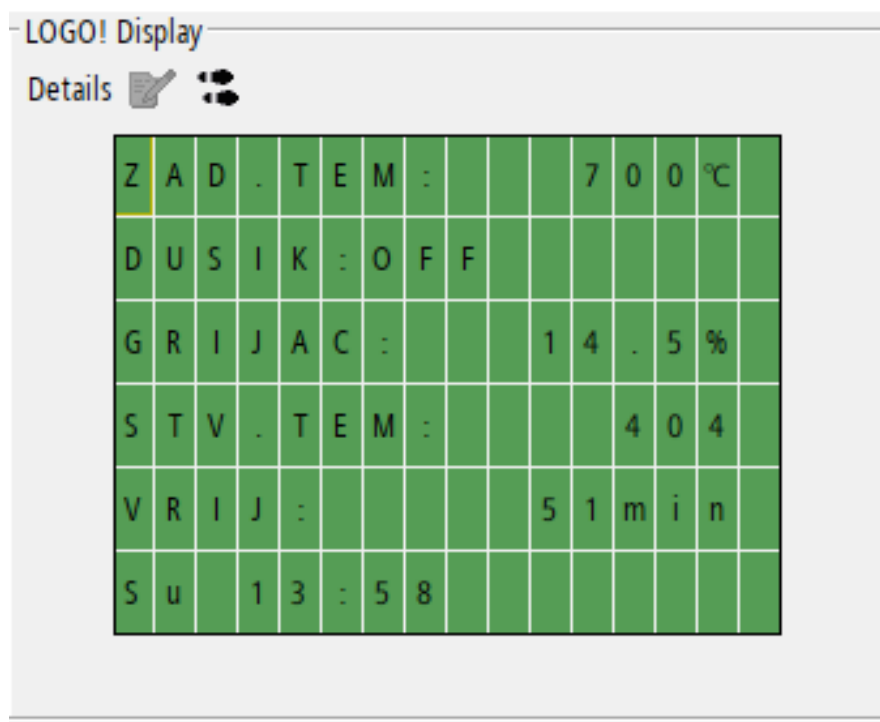 LOGO! Display
Details
ZAD.TEM:   700℃
DUSIK:OFF
GRIJAC:   14.5%
STV.TEM:    404
VRIJ:     51min
Su 13:58